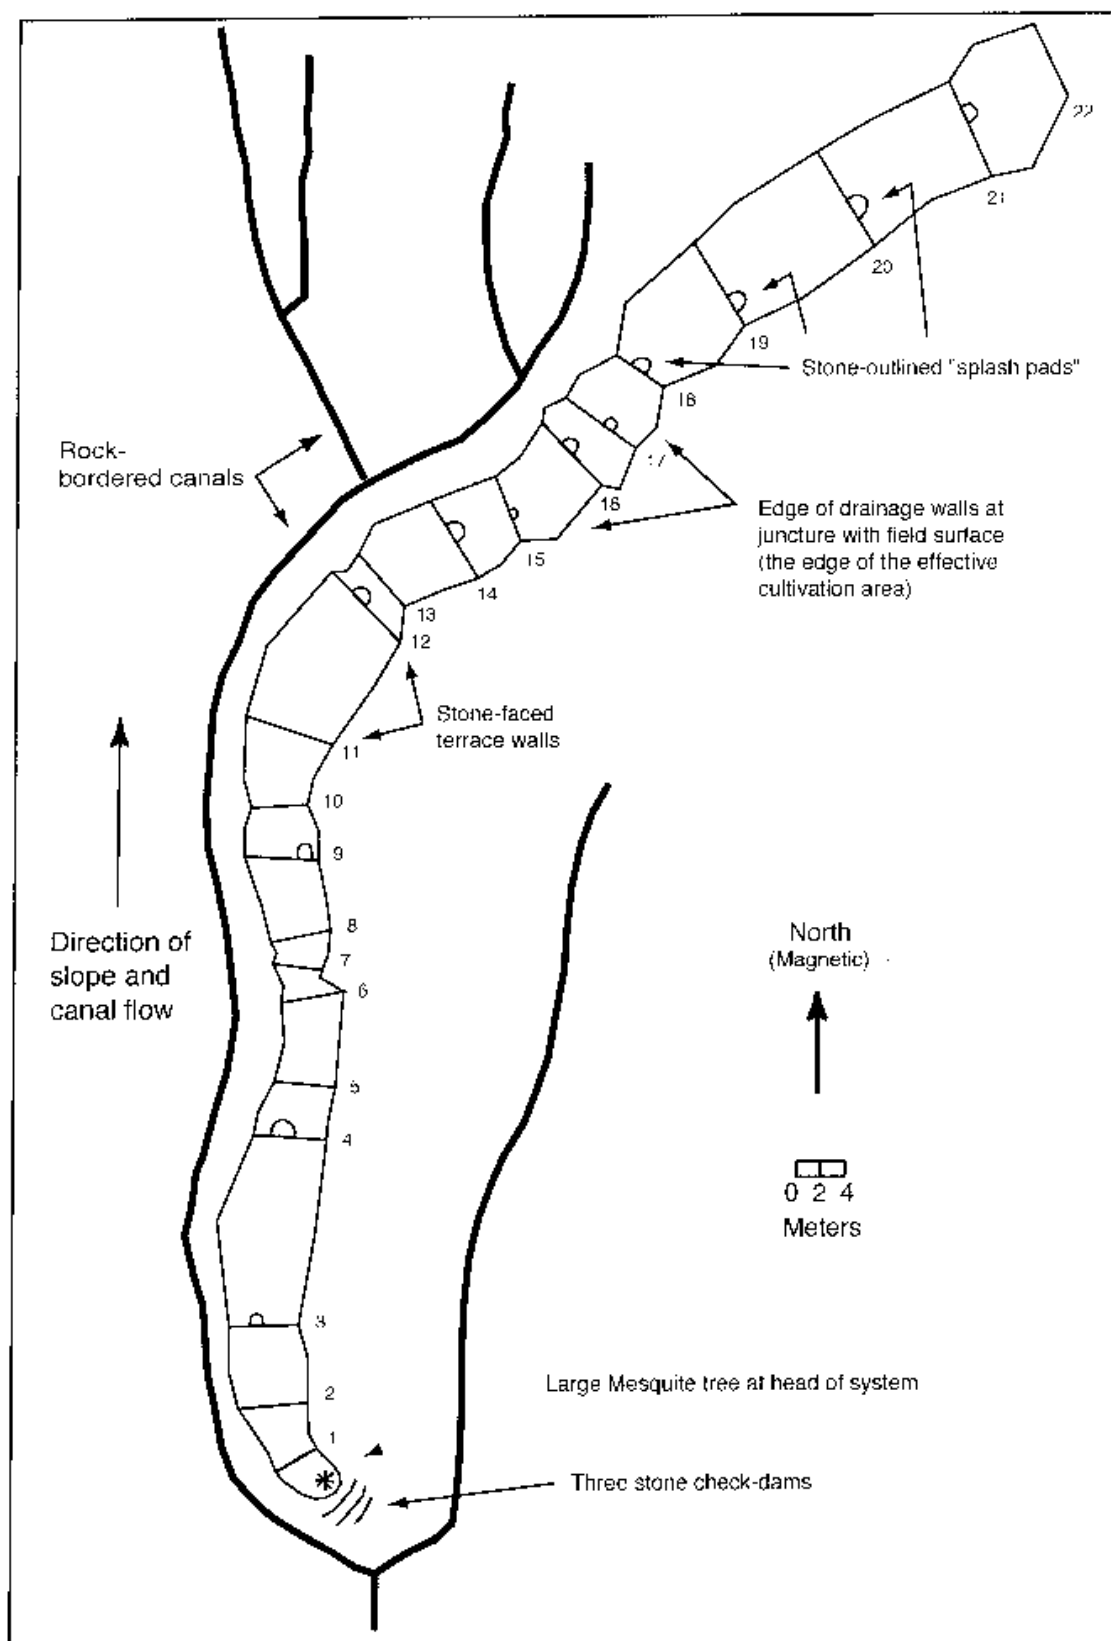 22
21
20
19
Stone-outlined "splash pads"
18
17
Rock-
bordered canals
16
Edge of drainage walls at
juncture with field surface
(the edge of the effective
cultivation area)
15
14
13
12
Stone-faced
terrace walls
11
10
9
8
Direction of
slope and
canal flow
North
(Magnetic)
7
6
5
4
0 2 4
Meters
3
Large Mesquite tree at head of system
2
1
Three stone check-dams